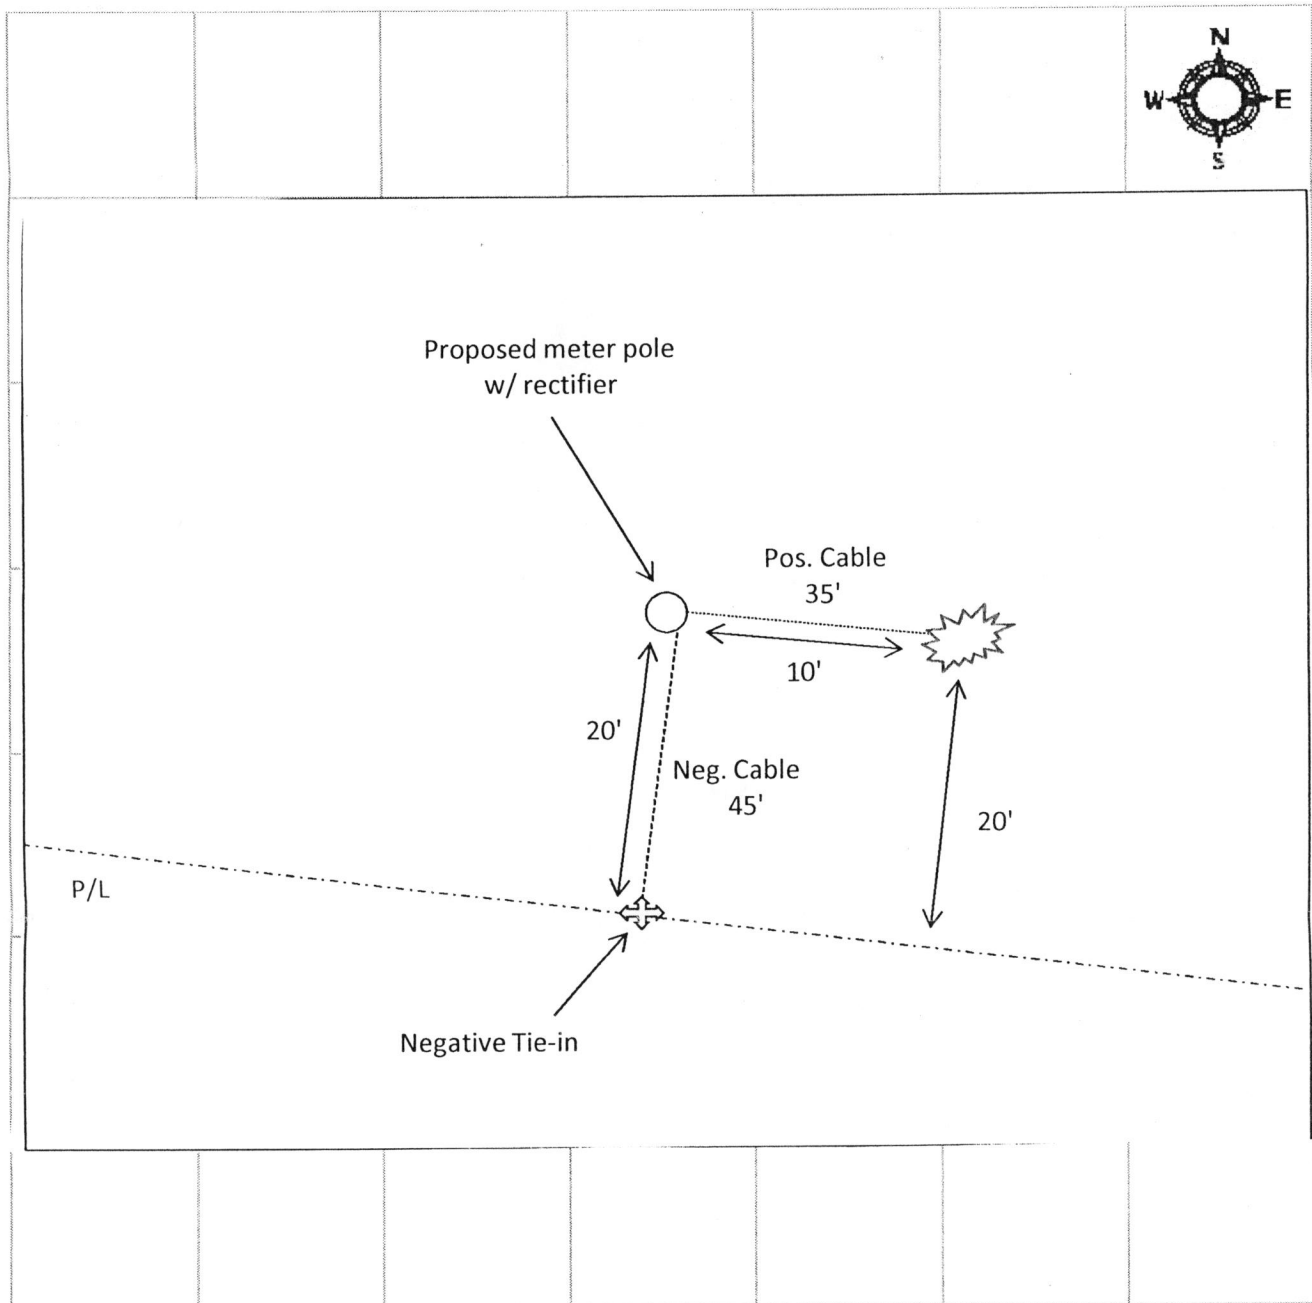 N
W E
S
Proposed meter pole
w/ rectifier
Pos. Cable
35'
10'
20'
Neg. Cable
45'
20'
P/L
Negative Tie-in